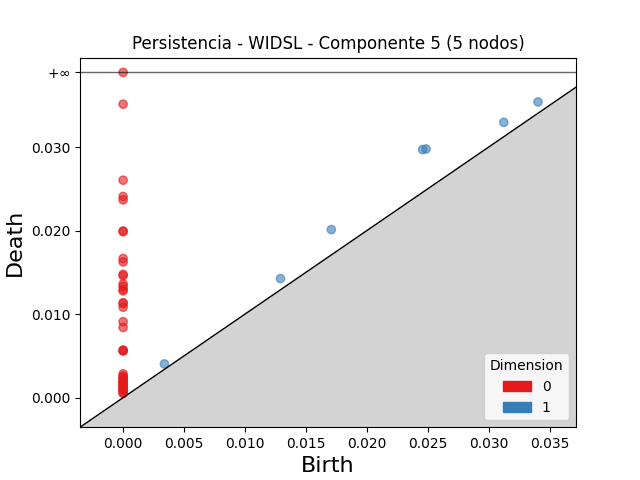 Persistencia - WIDSL - Componente 5 (5 nodos)
+∞
0.030
0.020
0.010
0.000
Death
0.000 0.005 0.010 0.015 0.020 0.025 0.030 0.035
Birth
Dimension
0
1